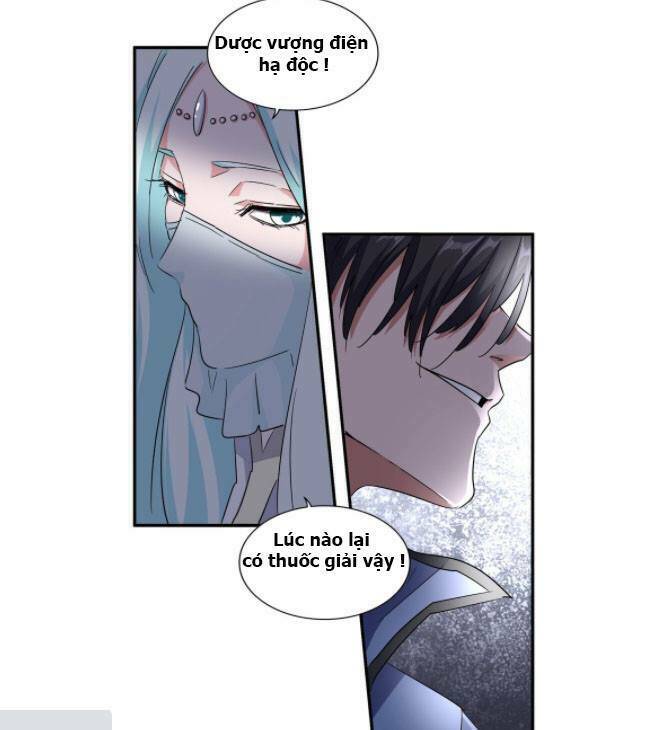 Dược vượng điện
hạ độc !
Lúc nào lại
có thuốc giải vậy !